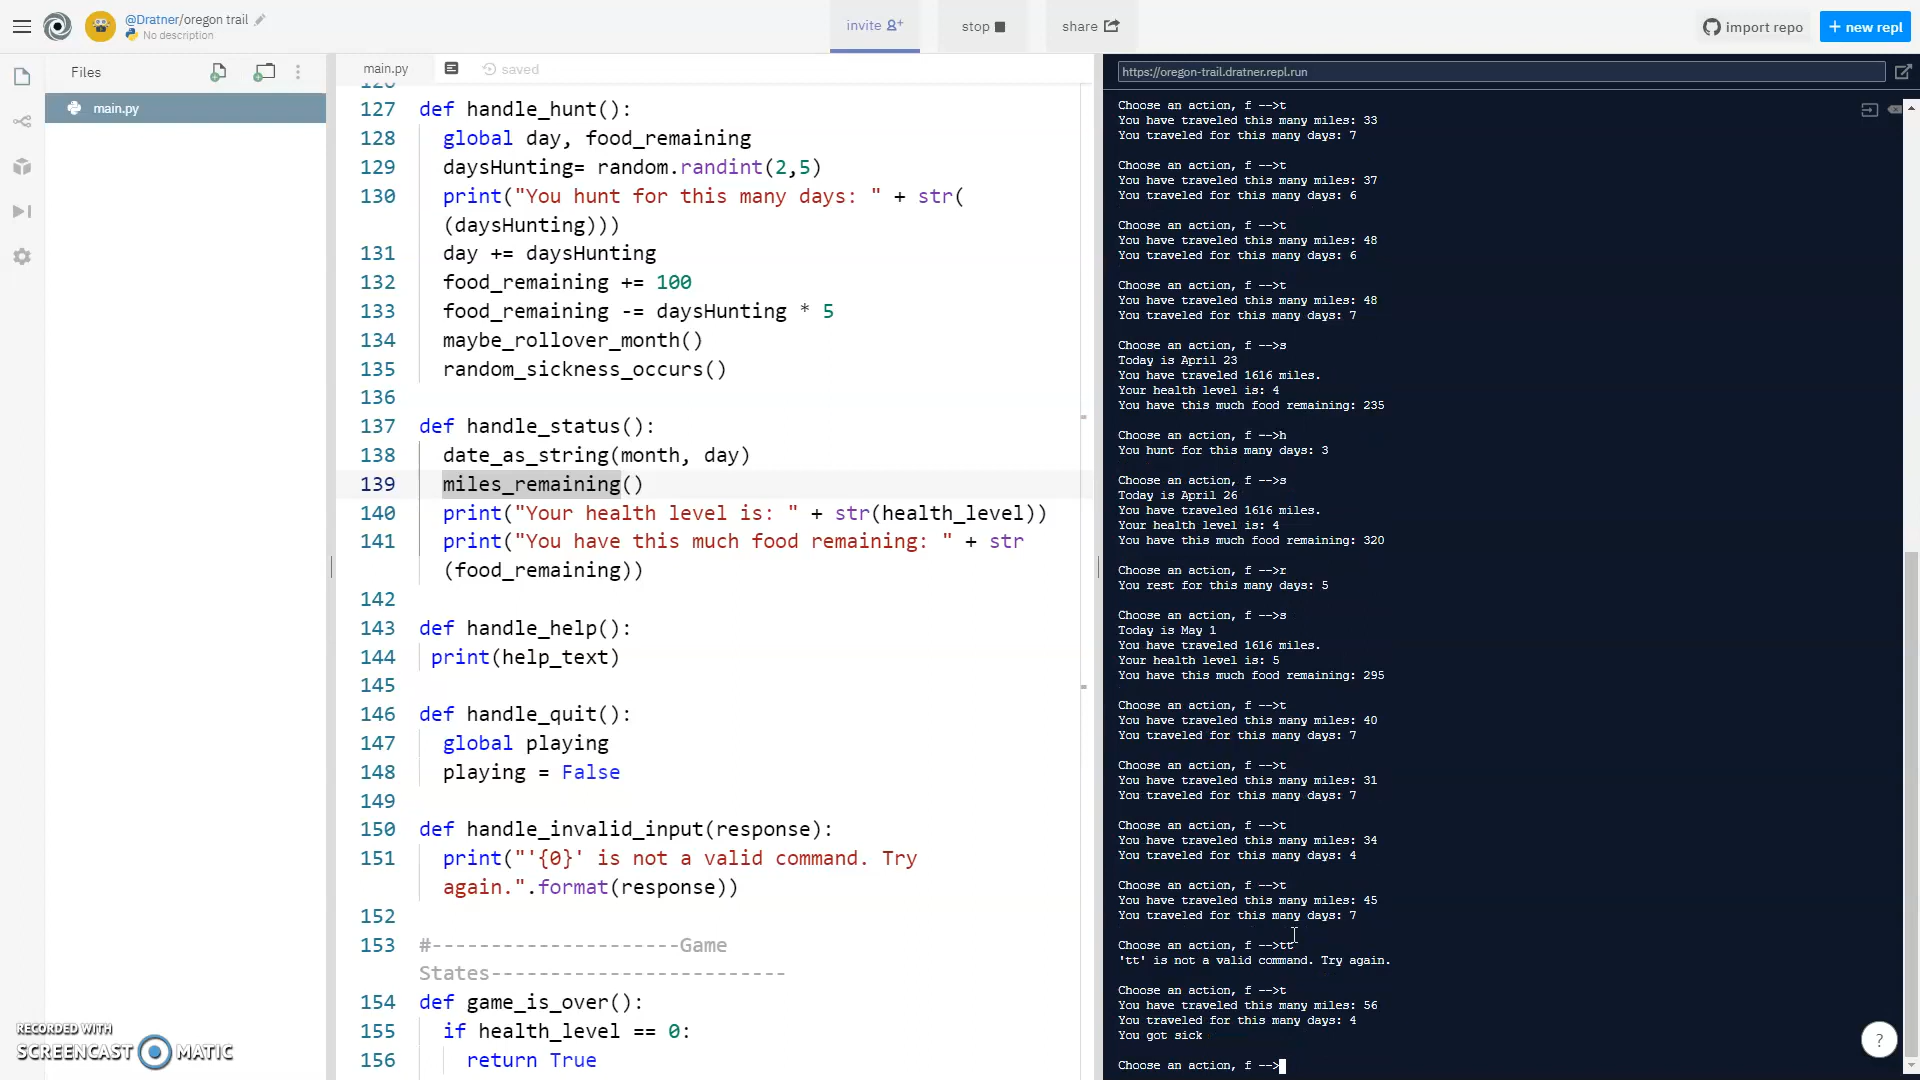 @Dratner/oregon trail
No description
invite
stop
share
import repo
+ new repl
Files
main.py
main.py
saved
https://oregon-trail.dratner.repl.run
127 def handle_hunt():
128 global day, food_remaining
129 daysHunting= random.randint(2,5)
130 print("You hunt for this many days: " + str(
(daysHunting)))
131 day += daysHunting
132 food_remaining += 100
133 food_remaining -= daysHunting * 5
134 maybe_rollover_month()
135 random_sickness_occurs()
136
137 def handle_status():
138 date_as_string(month, day)
139 miles_remaining()
140 print("Your health level is: " + str(health_level))
141 print("You have this much food remaining: " + str
(food_remaining))
142
143 def handle_help():
144 print(help_text)
145
146 def handle_quit():
147 global playing
148 playing = False
149
150 def handle_invalid_input(response):
151 print("'{0}' is not a valid command. Try
again.".format(response))
152
153 #----------------------Game
States-------------------------
154 def game_is_over():
155 if health_level == 0:
156 return True
Choose an action, f -->t
You have traveled this many miles: 33
You traveled for this many days: 7
Choose an action, f -->t
You have traveled this many miles: 37
You traveled for this many days: 6
Choose an action, f -->t
You have traveled this many miles: 48
You traveled for this many days: 6
Choose an action, f -->t
You have traveled this many miles: 48
You traveled for this many days: 7
Choose an action, f -->s
Today is April 23
You have traveled 1616 miles.
Your health level is: 4
You have this much food remaining: 235
Choose an action, f -->h
You hunt for this many days: 3
Choose an action, f -->s
Today is April 26
You have traveled 1616 miles.
Your health level is: 4
You have this much food remaining: 320
Choose an action, f -->r
You rest for this many days: 5
Choose an action, f -->s
Today is May 1
You have traveled 1616 miles.
Your health level is: 5
You have this much food remaining: 295
Choose an action, f -->t
You have traveled this many miles: 40
You traveled for this many days: 7
Choose an action, f -->t
You have traveled this many miles: 31
You traveled for this many days: 7
Choose an action, f -->t
You have traveled this many miles: 34
You traveled for this many days: 4
Choose an action, f -->t
You have traveled this many miles: 45
You traveled for this many days: 7
Choose an action, f -->tt
'tt' is not a valid command. Try again.
Choose an action, f -->t
You have traveled this many miles: 56
You traveled for this many days: 4
You got sick
Choose an action, f -->
?
RECORDED WITH
SCREENCAST MATIC